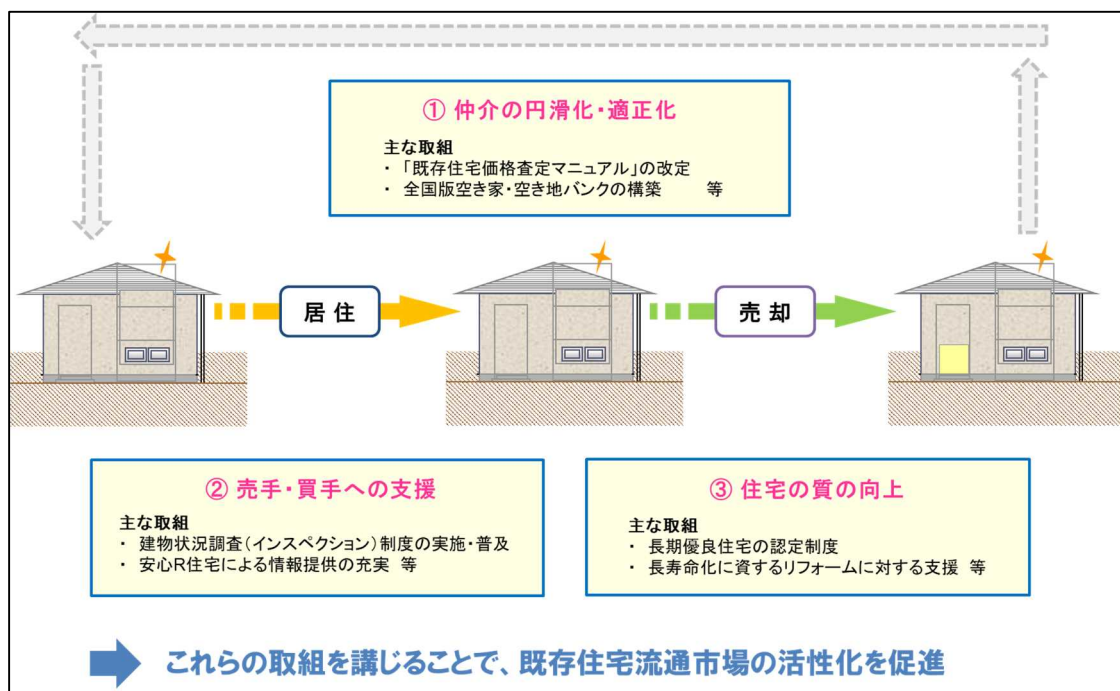 ① 仲介の円滑化・適正化
主な取組
・ 「既存住宅価格査定マニュアル」の改定
・ 全国版空き家・空き地バンクの構築 等
居 住
売 却
② 売手・買手への支援
主な取組
・ 建物状況調査(インスペクション)制度の実施・普及
・ 安心R住宅による情報提供の充実 等
③ 住宅の質の向上
主な取組
・ 長期優良住宅の認定制度
・ 長寿命化に資するリフォームに対する支援 等
これらの取組を講じることで、既存住宅流通市場の活性化を促進